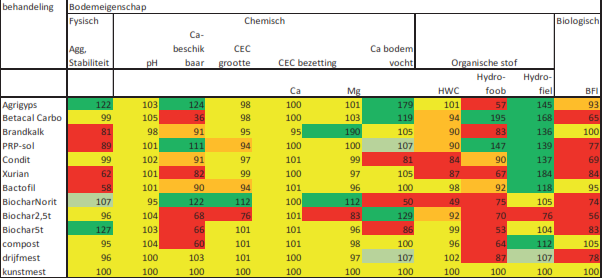 behandeling Bodemeigenschap
Fysisch Chemisch Biologisch
Ca-
Agg, beschik CEC Ca bodem
Stabiliteit pH baar grootte CEC bezetting vocht Organische stof
Hydro- Hydro-
Ca Mg HWC foob fiel BFI
Agrigyps 122 103 124 98 100 101 179 101 57 145 93
Betacal Carbo 99 105 36 98 100 103 119 94 195 168 65
Brandkalk 81 98 91 95 95 190 105 90 83 136 100
PRP-sol 89 101 111 94 100 100 107 90 147 139 77
Condit 99 102 91 97 101 99 81 84 90 137 69
Xurian 62 101 82 99 100 97 105 87 67 184 84
Bactofil 58 101 90 94 101 96 100 98 92 118 95
BiocharNorit 107 95 122 112 100 112 50 49 75 105 74
Biochar2,5t 96 104 68 76 101 83 129 92 70 76 56
Biochar5t 127 103 66 101 101 96 86 99 53 104 83
compost 95 104 60 101 101 98 100 96 64 112 105
drijfmest 96 100 103 101 100 97 107 102 87 107 78
kunstmest 100 100 100 100 100 100 100 100 100 100 100